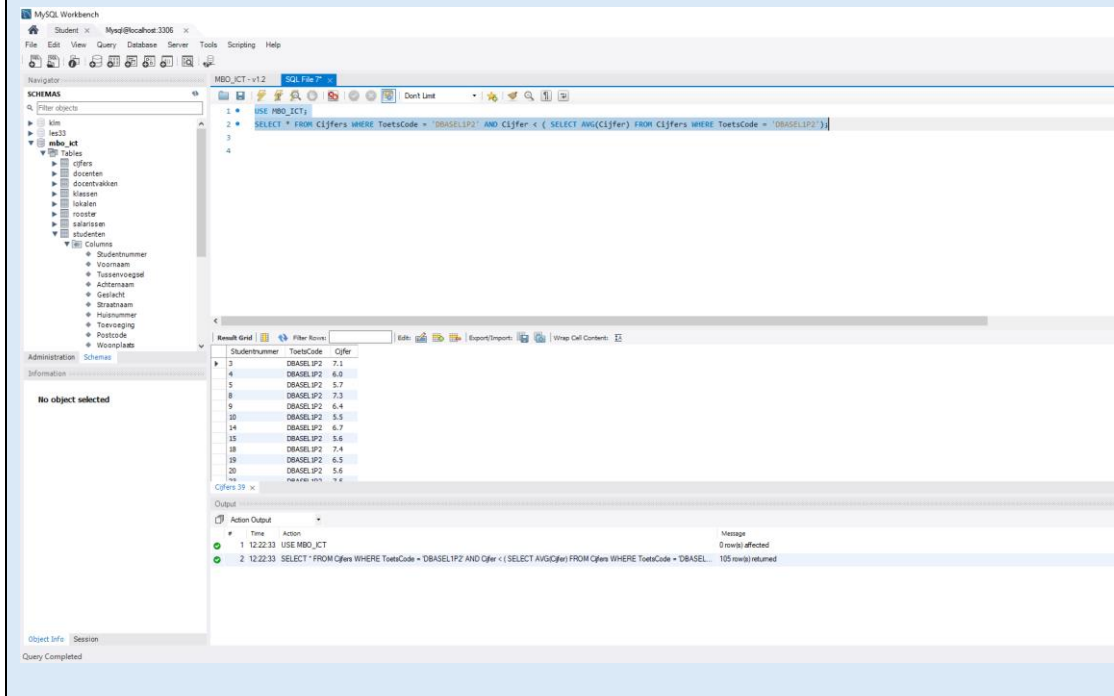 MySQL Workbench
Student × Mysql@localhost:3306 ×
File Edit View Query Database Server Tools Scripting Help
Navigator
SCHEMAS
Filter objects
klm
les33
mbo_ict
Tables
cijfers
docenten
docentvakken
klassen
lokalen
rooster
salarissen
studenten
Columns
Studentnummer
Voornaam
Tussenvoegsel
Achternaam
Geslacht
Straatnaam
Huisnummer
Toevoeging
Postcode
Woonplaats
Administration Schemas
Information
No object selected
Object Info Session
Query Completed
MBO_ICT - v1.2 SQL File 7* ×
Don't Limit
1 USE MBO_ICT;
2 SELECT * FROM Cijfers WHERE ToetsCode = 'DBASEL1P2' AND Cijfer < ( SELECT AVG(Cijfer) FROM Cijfers WHERE ToetsCode = 'DBASEL1P2');
3
4
Result Grid Filter Rows: Edit: Export/Import: Wrap Cell Content:
Studentnummer ToetsCode Cijfer
3 DBASEL1P2 7.1
4 DBASEL1P2 6.0
5 DBASEL1P2 5.7
8 DBASEL1P2 7.3
9 DBASEL1P2 6.4
10 DBASEL1P2 5.5
14 DBASEL1P2 6.7
15 DBASEL1P2 5.6
18 DBASEL1P2 7.4
19 DBASEL1P2 6.5
20 DBASEL1P2 5.6
Cijfers 39 ×
Output
Action Output
# Time Action Message
1 12:22:33 USE MBO_ICT 0 row(s) affected
2 12:22:33 SELECT * FROM Cijfers WHERE ToetsCode = 'DBASEL1P2' AND Cijfer < ( SELECT AVG(Cijfer) FROM Cijfers WHERE ToetsCode = 'DBASEL... 105 row(s) returned